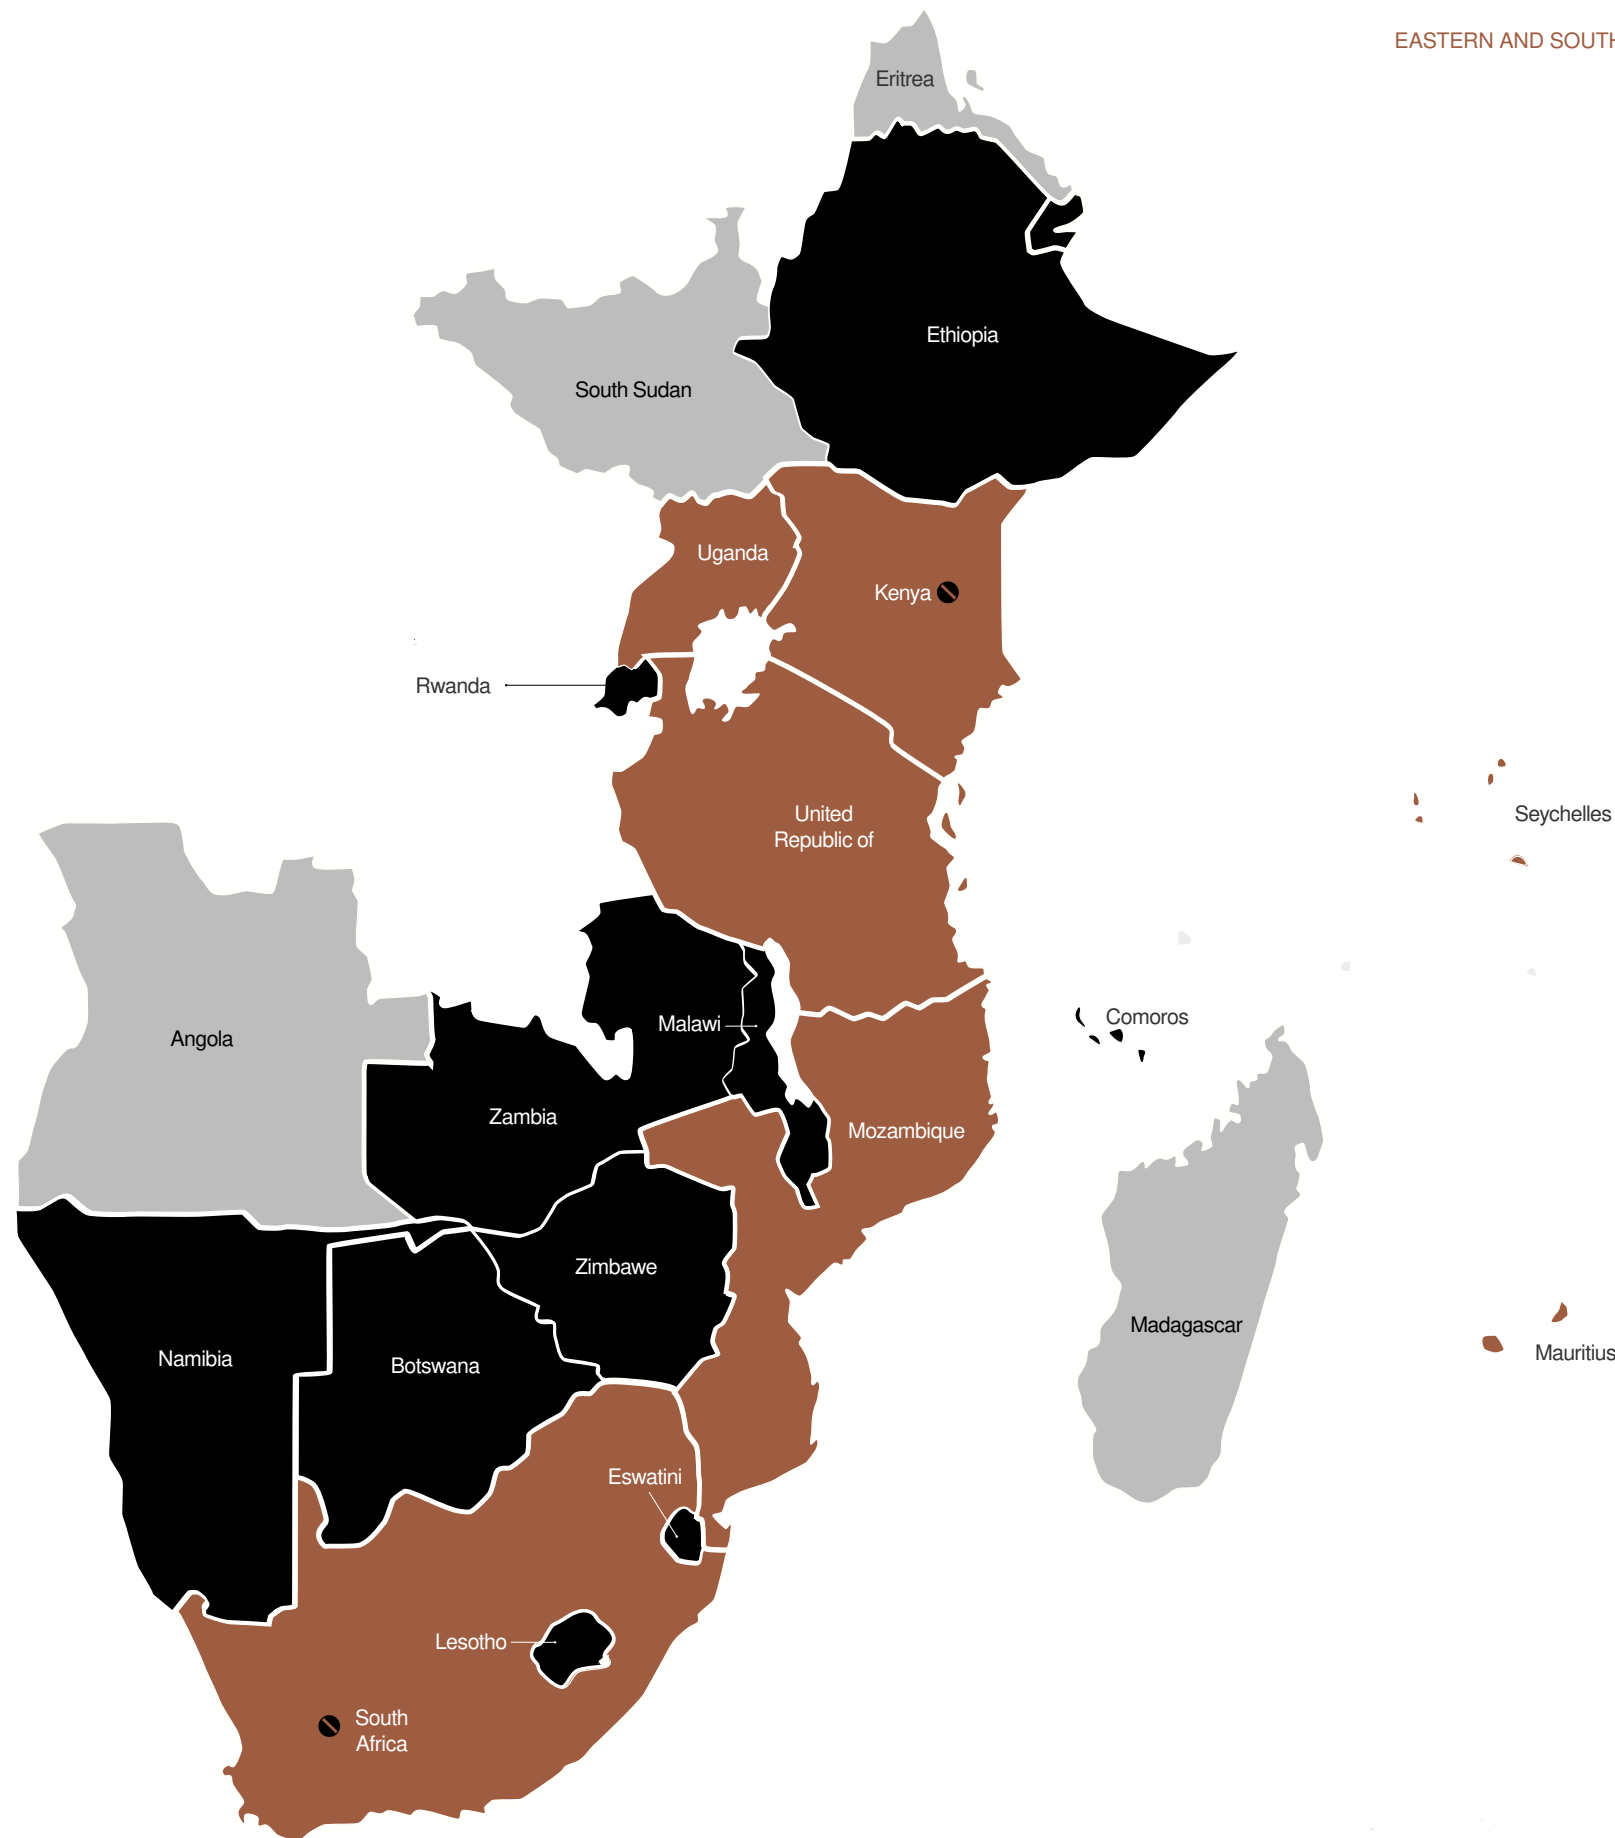 EASTERN AND SOUTH
Eritrea
Ethiopia
South Sudan
Uganda
Kenya
Rwanda
United
Republic of
Seychelles
Malawi
Comoros
Angola
Zambia
Mozambique
Zimbawe
Madagascar
Mauritius
Namibia
Botswana
Eswatini
Lesotho
South
Africa